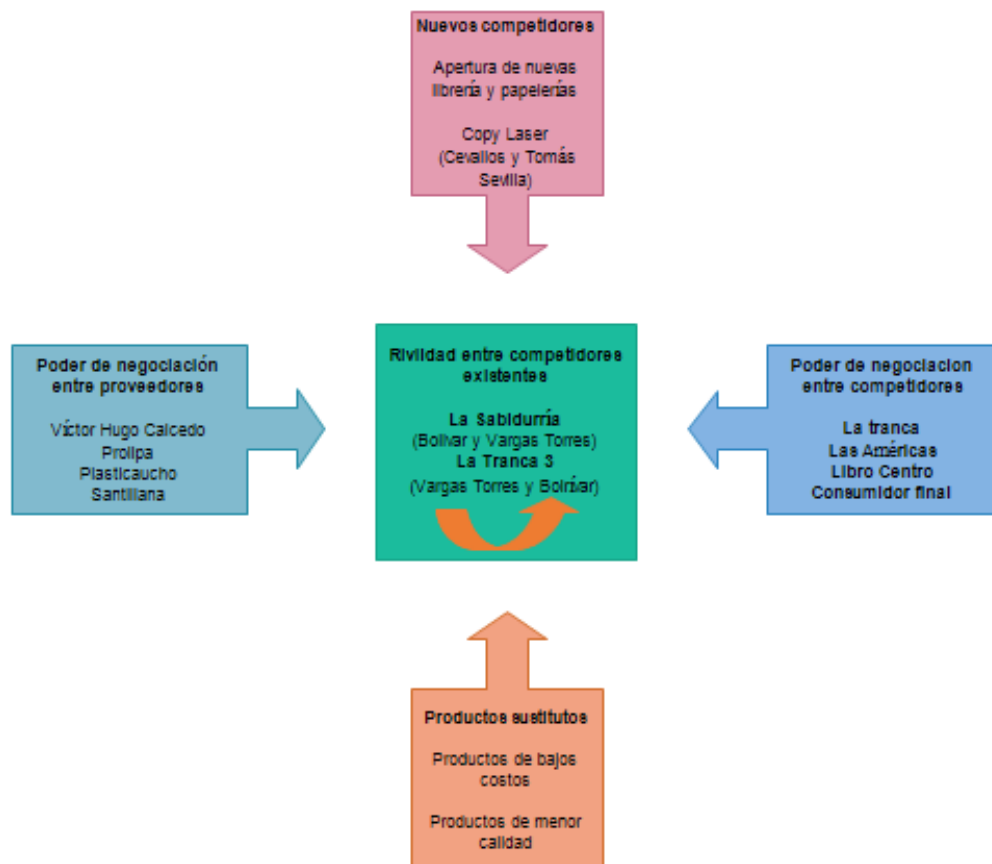 Nuevos competidores
Apertura de nuevas
librería y papelerías
Copy Laser
(Cevallos y Tomás
Sevilla)
Poder de negociación
entre proveedores
Víctor Hugo Caicedo
Prolipa
Plasticaucho
Santillana
Rivlidad entre competidores
existentes
La Sabidurría
(Bolívar y Vargas Torres)
La Tranca 3
(Vargas Torres y Bolrívar)
Poder de negociacion
entre competidores
La tranca
Las Américas
Libro Centro
Consumidor final
Productos sustitutos
Productos de bajos
costos
Productos de menor
calidad